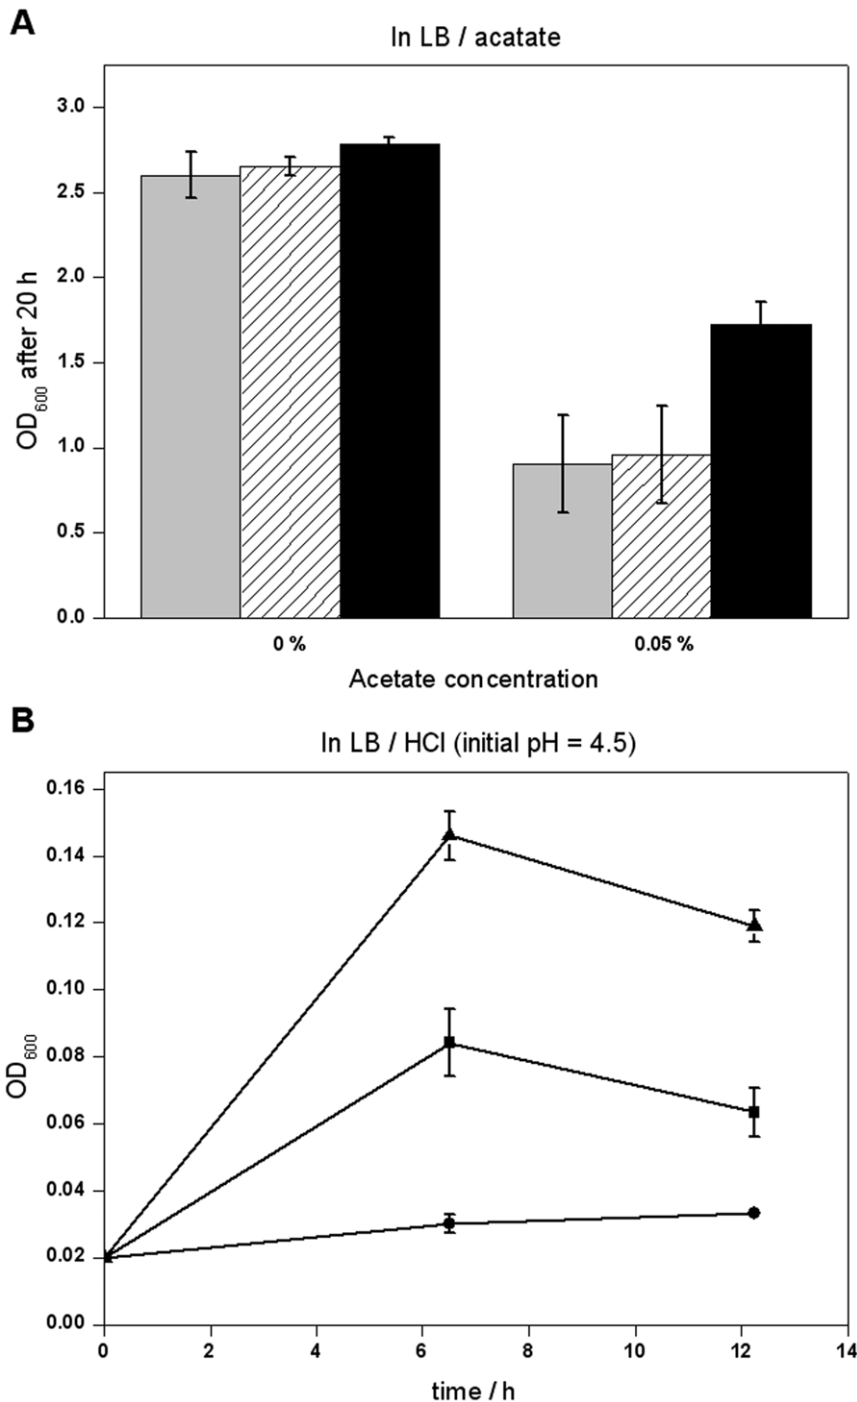 A
In LB / acatate
3.0
2.5
2.0
1.5
1.0
0.5
0.0
OD600 after 20 h
0 %
0.05 %
Acetate concentration
B
In LB / HCl (initial pH = 4.5)
0.16
0.14
0.12
0.10
0.08
0.06
0.04
0.02
0.00
OD600
0 2 4 6 8 10 12 14
time / h